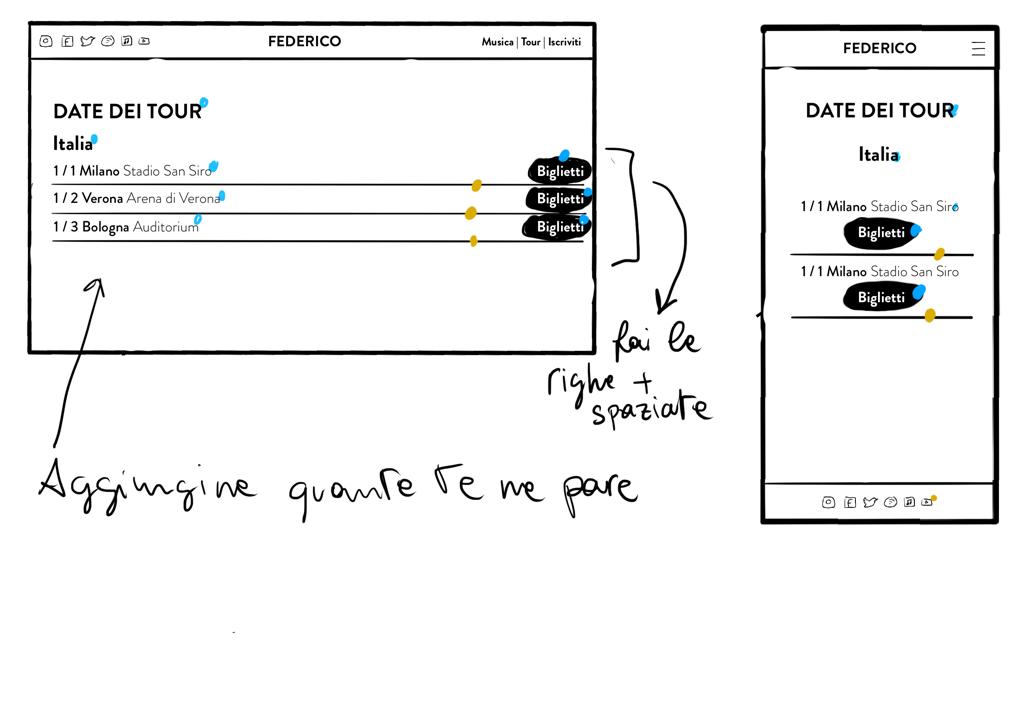 FEDERICO
Musica | Tour | Iscriviti
DATE DEI TOUR
Italia
1 / 1 Milano Stadio San Siro Biglietti
1 / 2 Verona Arena di Verona Biglietti
1 / 3 Bologna Auditorium Biglietti
fai le
righe +
spaziate
Aggiungine quante te ne pare
FEDERICO
DATE DEI TOUR
Italia
1 / 1 Milano Stadio San Siro
Biglietti
1 / 1 Milano Stadio San Siro
Biglietti